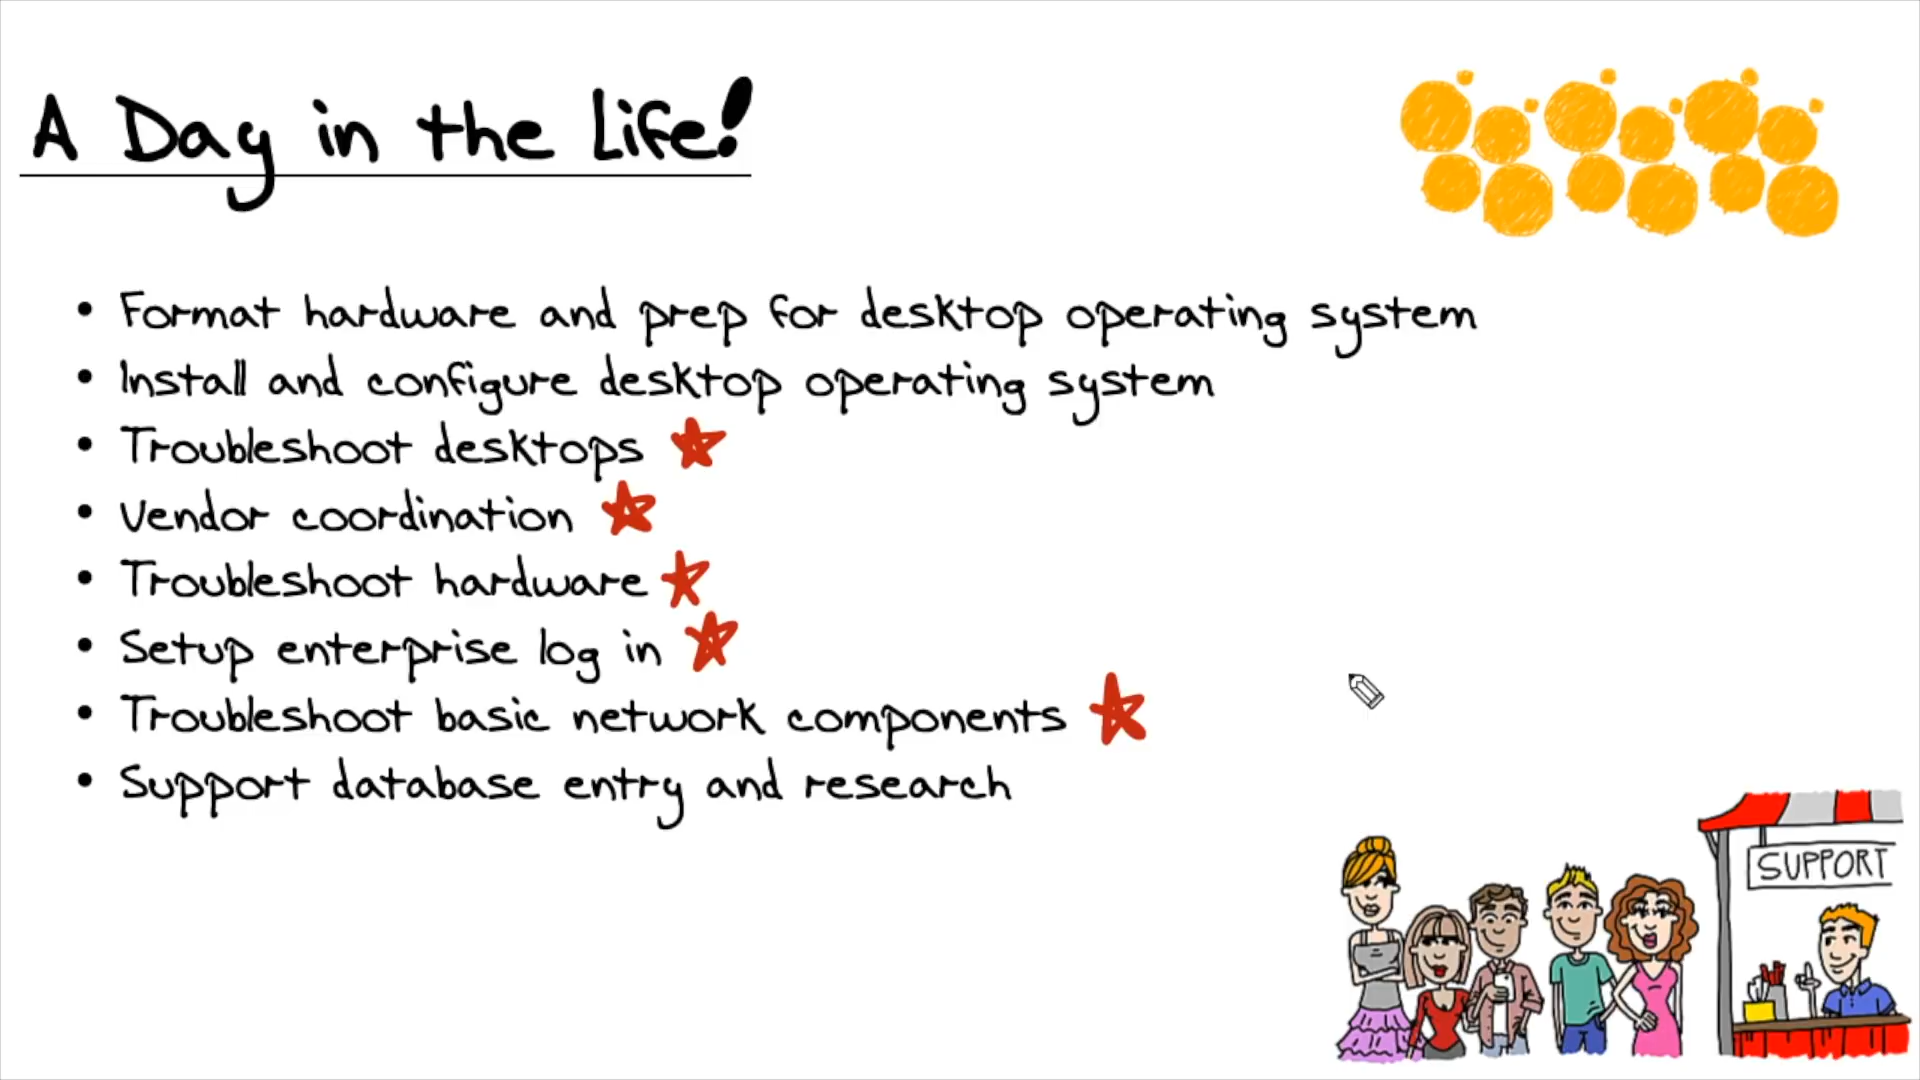 A Day in the Life!
• Format hardware and prep for desktop operating system
• Install and configure desktop operating system
• Troubleshoot desktops
• Vendor coordination
• Troubleshoot hardware
• Setup enterprise log in
• Troubleshoot basic network components
• Support database entry and research
SUPPORT